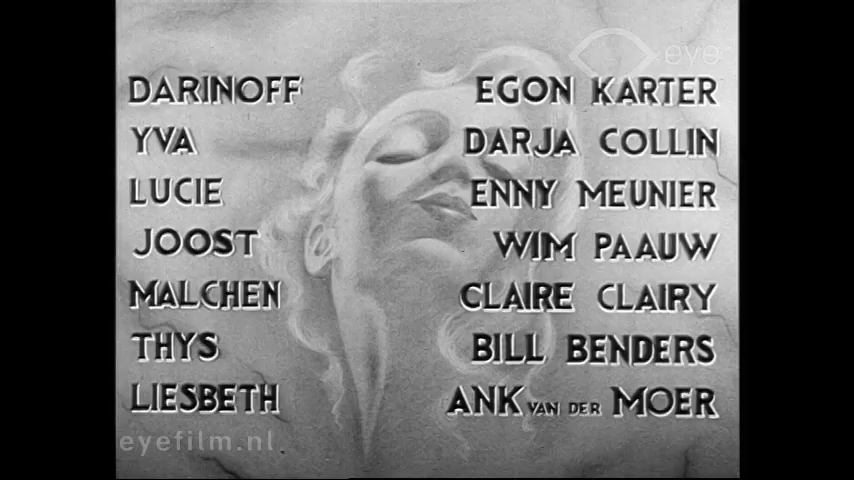 eye
DARINOFF EGON KARTER
YVA DARJA COLLIN
LUCIE ENNY MEUNIER
JOOST WIM PAAUW
MALCHEN CLAIRE CLAIRY
THYS BILL BENDERS
LIESBETH ANK VAN DER MOER
eyefilm.nl